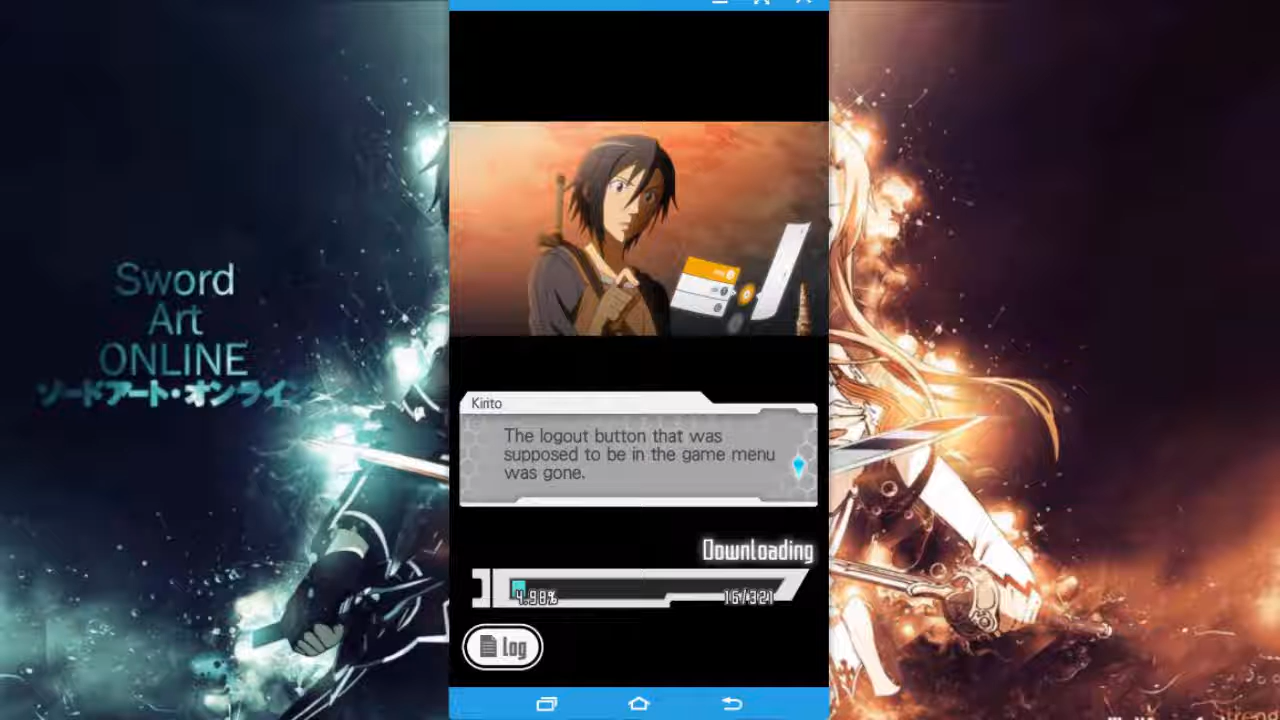 Sword
Art
ONLINE
ソードアート・オンライン
Kirito
The logout button that was
supposed to be in the game menu
was gone.
Downloading
4.98%
16/321
log